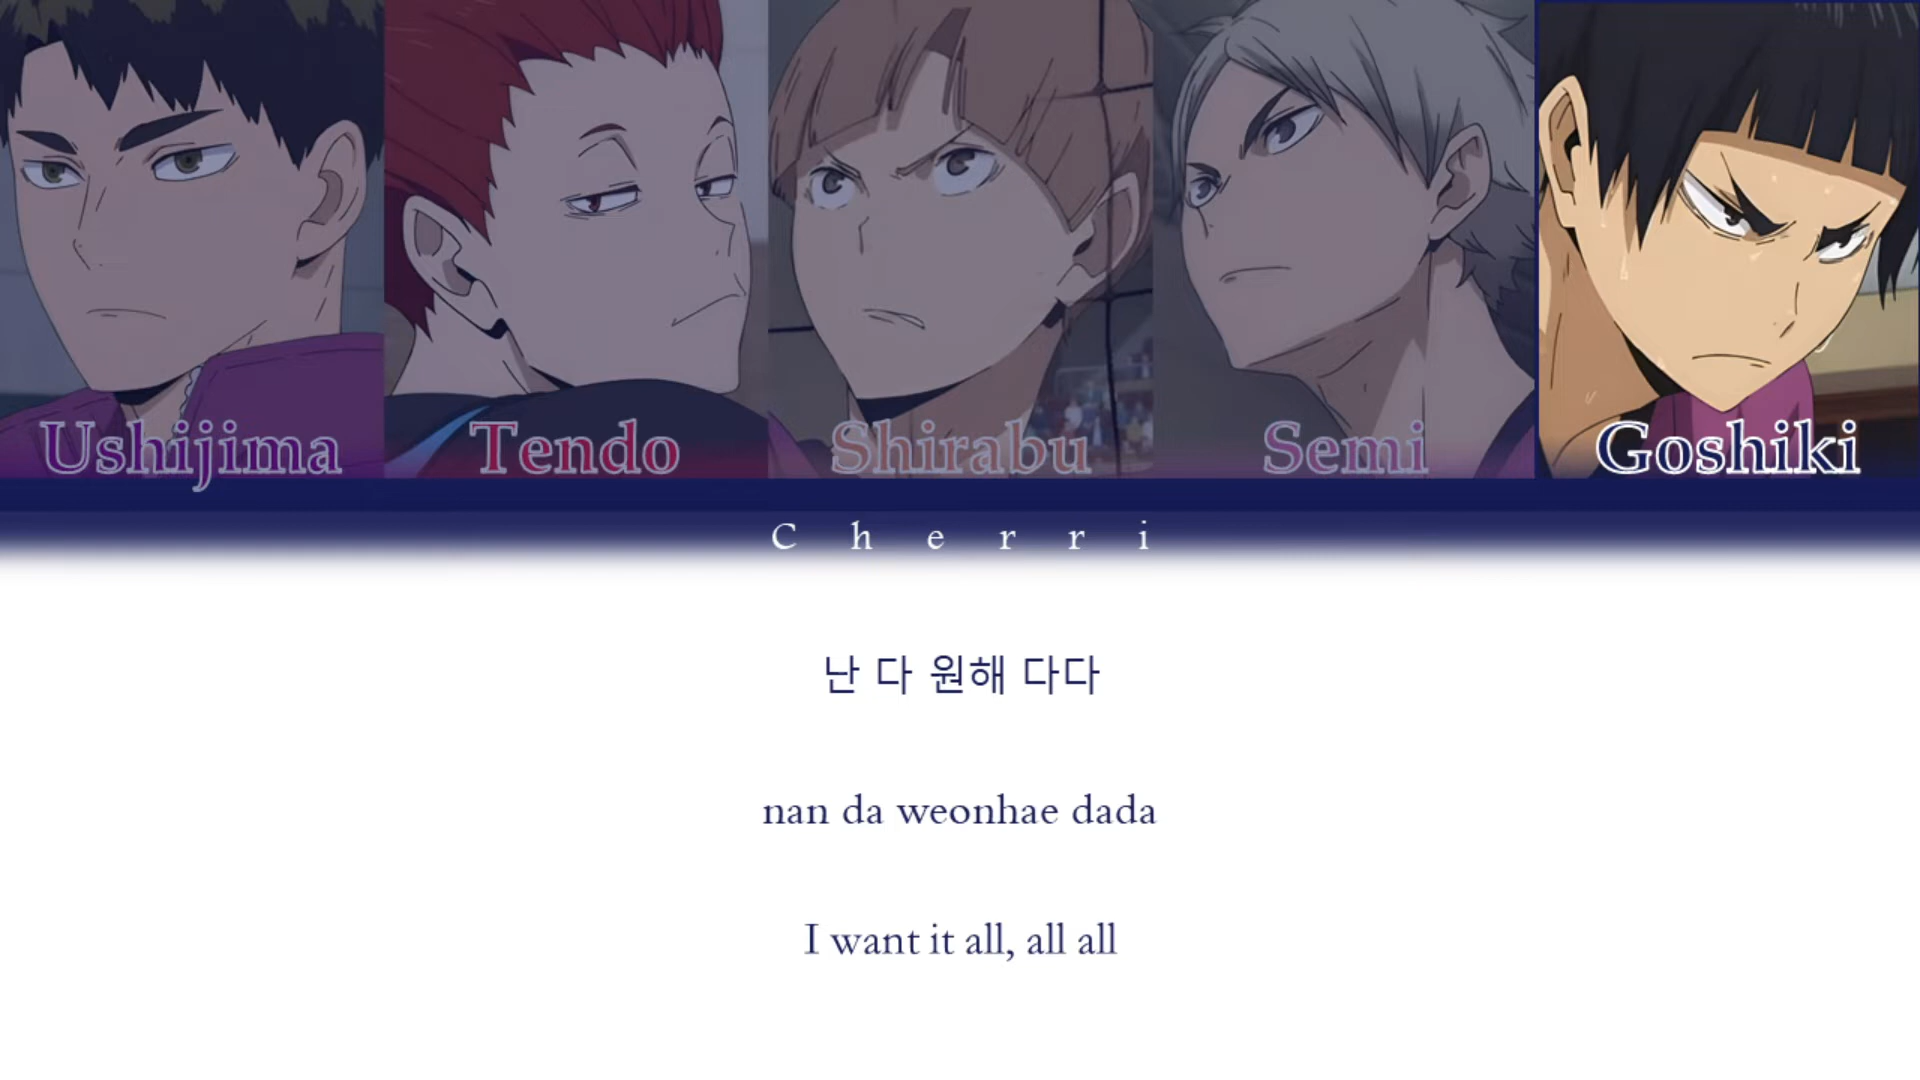 Ushijima Tendo Shirabu Semi Goshiki
Cherri
난 다 원해 다다
nan da weonhae dada
I want it all, all all